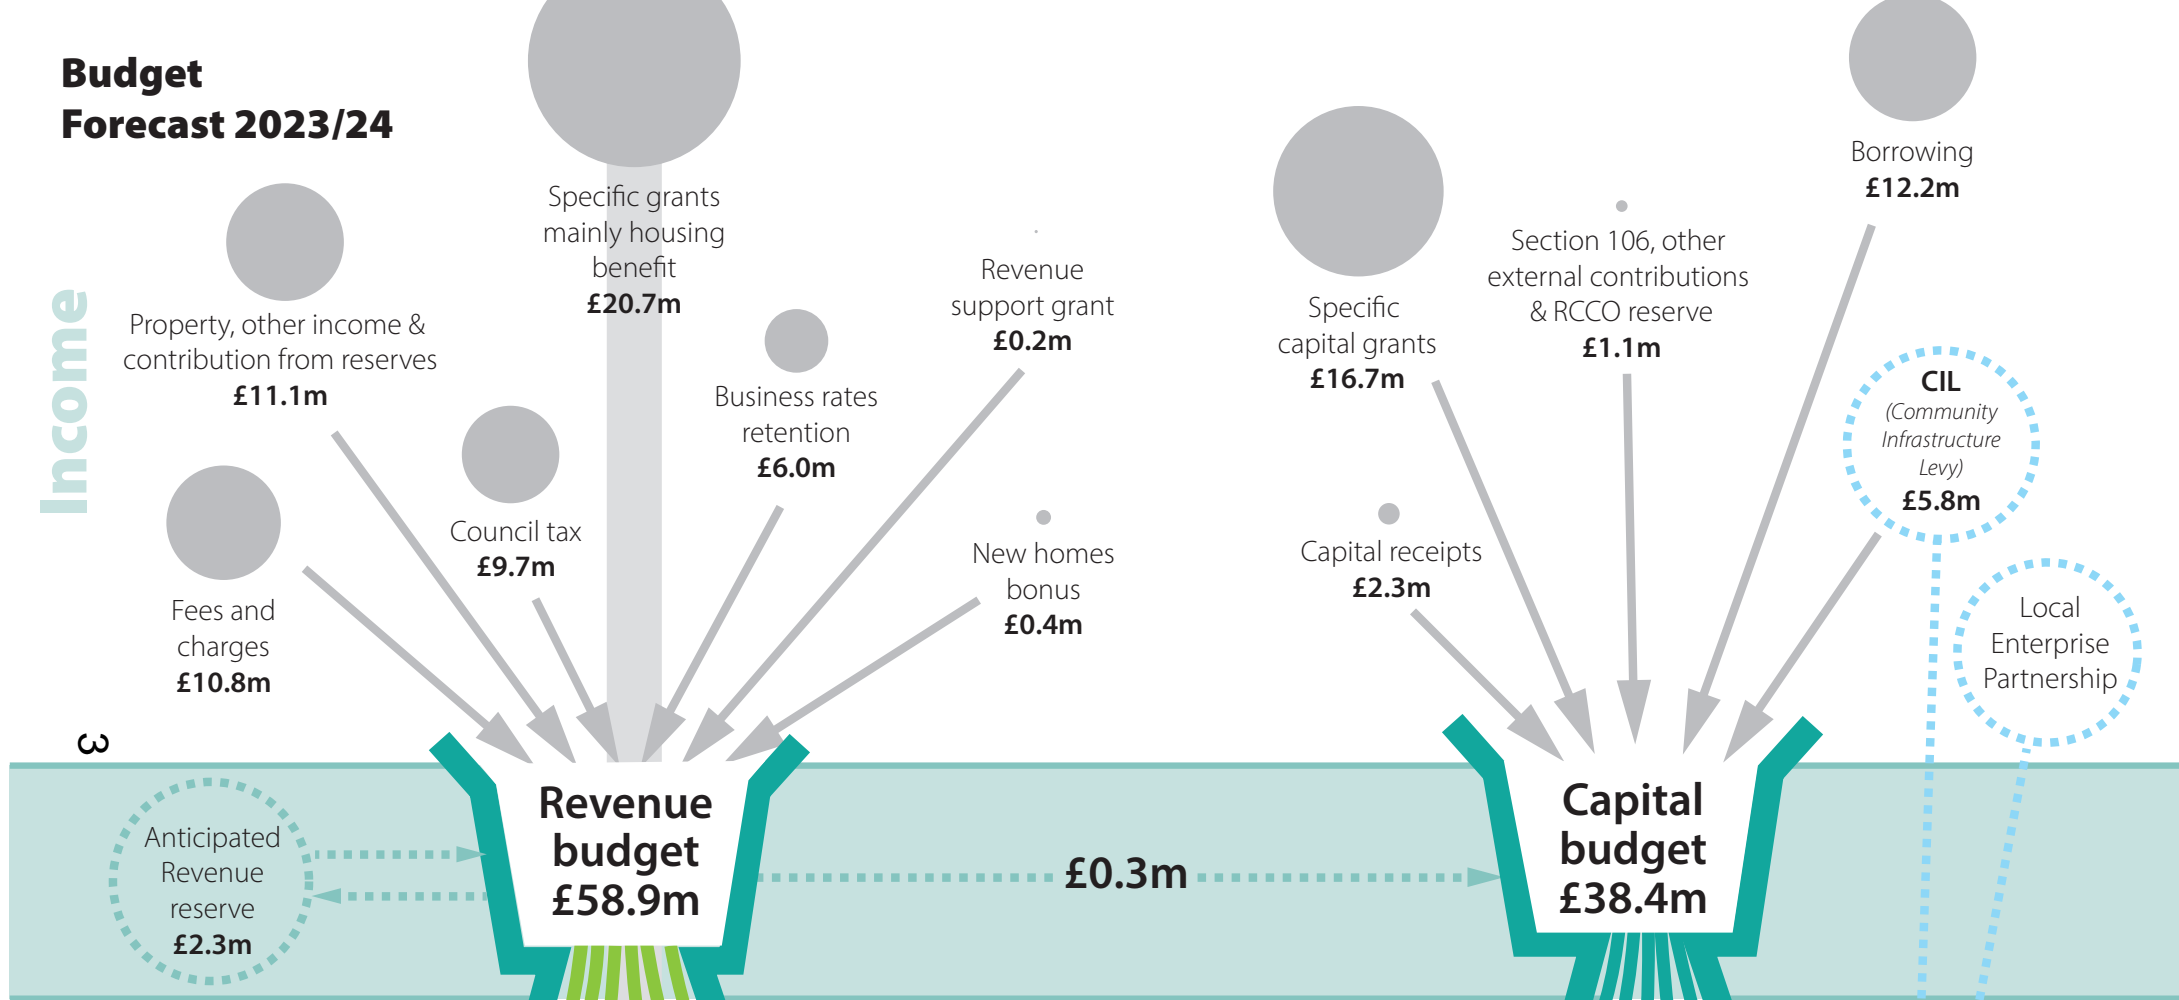 Budget
Forecast 2023/24
Income
Property, other income &
contribution from reserves
£11.1m
Fees and
charges
£10.8m
Council tax
£9.7m
Specific grants
mainly housing
benefit
£20.7m
Business rates
retention
£6.0m
Revenue
support grant
£0.2m
New homes
bonus
£0.4m
Specific
capital grants
£16.7m
Section 106, other
external contributions
& RCCO reserve
£1.1m
Capital receipts
£2.3m
Borrowing
£12.2m
CIL
(Community
Infrastructure
Levy)
£5.8m
Local
Enterprise
Partnership
3
Anticipated
Revenue
reserve
£2.3m
Revenue
budget
£58.9m
£0.3m
Capital
budget
£38.4m